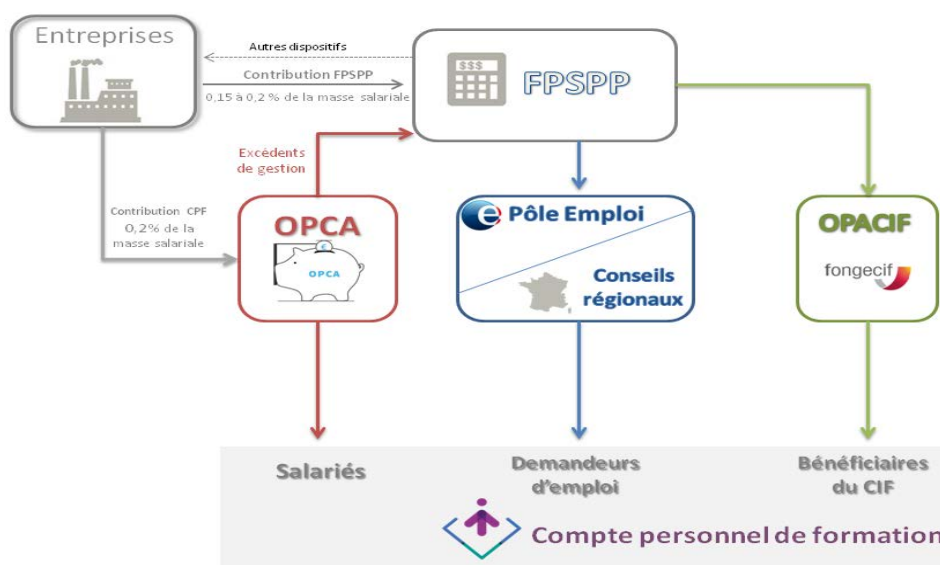 Entreprises
Autres dispositifs
Contribution FPSPP
0,15 à 0,2 % de la masse salariale
$$$
FPSPP
Excédents
de gestion
Contribution CPF
0,2% de la
masse salariale
OPCA
€
OPCA
e Pôle Emploi
Conseils
régionaux
OPACIF
fongecif
Salariés
Demandeurs
d'emploi
Bénéficiaires
du CIF
Compte personnel de formation